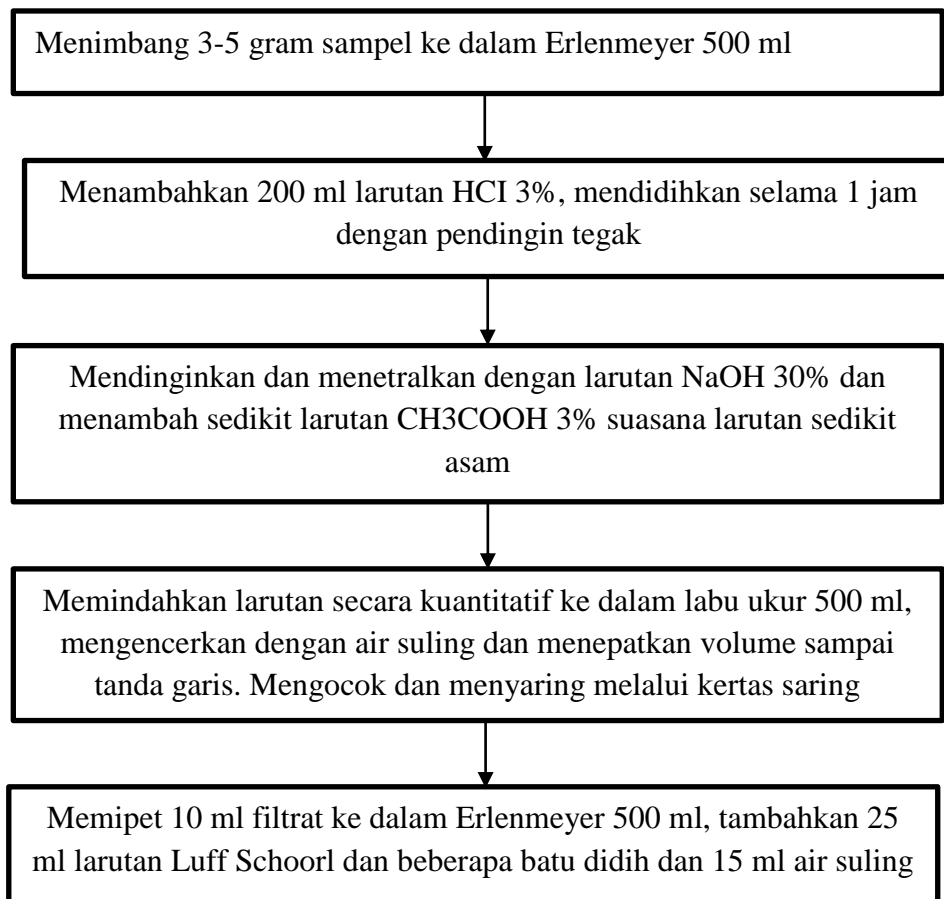 Menimbang 3-5 gram sampel ke dalam Erlenmeyer 500 ml
Menambahkan 200 ml larutan HCI 3%, mendidihkan selama 1 jam
dengan pendingin tegak
Mendinginkan dan menetralkan dengan larutan NaOH 30% dan
menambah sedikit larutan CH3COOH 3% suasana larutan sedikit
asam
Memindahkan larutan secara kuantitatif ke dalam labu ukur 500 ml,
mengencerkan dengan air suling dan menepatkan volume sampai
tanda garis. Mengocok dan menyaring melalui kertas saring
Memipet 10 ml filtrat ke dalam Erlenmeyer 500 ml, tambahkan 25
ml larutan Luff Schoorl dan beberapa batu didih dan 15 ml air suling